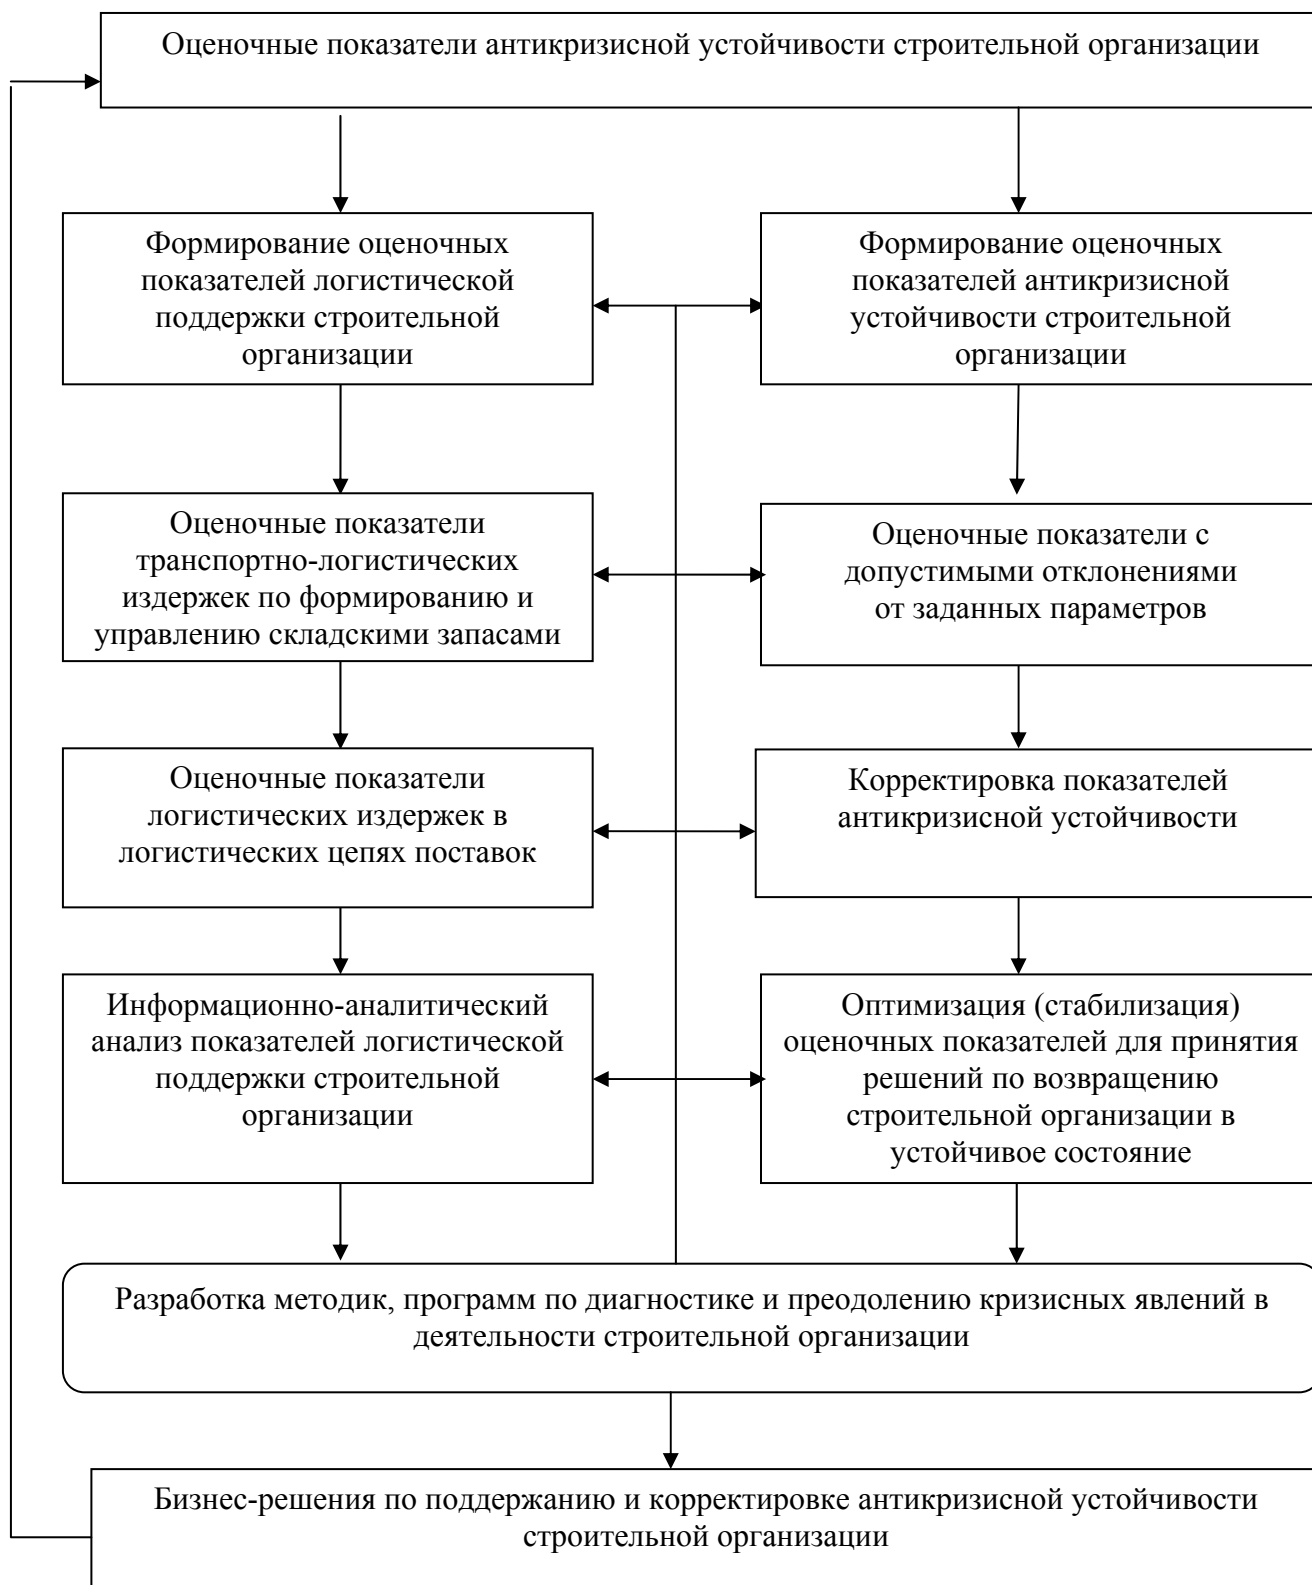 Оценочные показатели антикризисной устойчивости строительной организации
Формирование оценочных
показателей логистической
поддержки строительной
организации
Формирование оценочных
показателей антикризисной
устойчивости строительной
организации
Оценочные показатели
транспортно-логистических
издержек по формированию и
управлению складскими запасами
Оценочные показатели с
допустимыми отклонениями
от заданных параметров
Оценочные показатели
логистических издержек в
логистических цепях поставок
Корректировка показателей
антикризисной устойчивости
Информационно-аналитический
анализ показателей логистической
поддержки строительной
организации
Оптимизация (стабилизация)
оценочных показателей для принятия
решений по возвращению
строительной организации в
устойчивое состояние
Разработка методик, программ по диагностике и преодолению кризисных явлений в
деятельности строительной организации
Бизнес-решения по поддержанию и корректировке антикризисной устойчивости
строительной организации